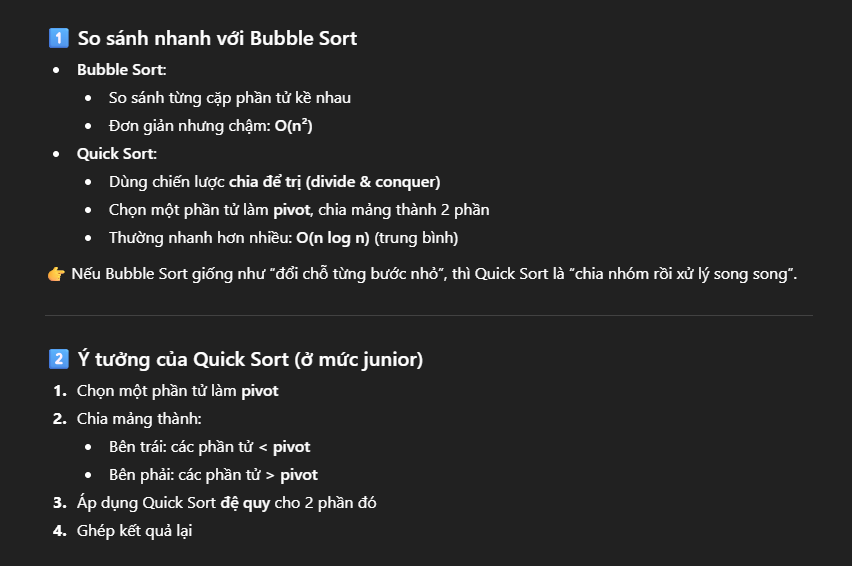 1️⃣ So sánh nhanh với Bubble Sort
• Bubble Sort:
• So sánh từng cặp phần tử kề nhau
• Đơn giản nhưng chậm: O(n²)
• Quick Sort:
• Dùng chiến lược chia để trị (divide & conquer)
• Chọn một phần tử làm pivot, chia mảng thành 2 phần
• Thường nhanh hơn nhiều: O(n log n) (trung bình)
👉 Nếu Bubble Sort giống như “đổi chỗ từng bước nhỏ”, thì Quick Sort là “chia nhóm rồi xử lý song song”.
2️⃣ Ý tưởng của Quick Sort (ở mức junior)
1. Chọn một phần tử làm pivot
2. Chia mảng thành:
• Bên trái: các phần tử < pivot
• Bên phải: các phần tử > pivot
3. Áp dụng Quick Sort đệ quy cho 2 phần đó
4. Ghép kết quả lại